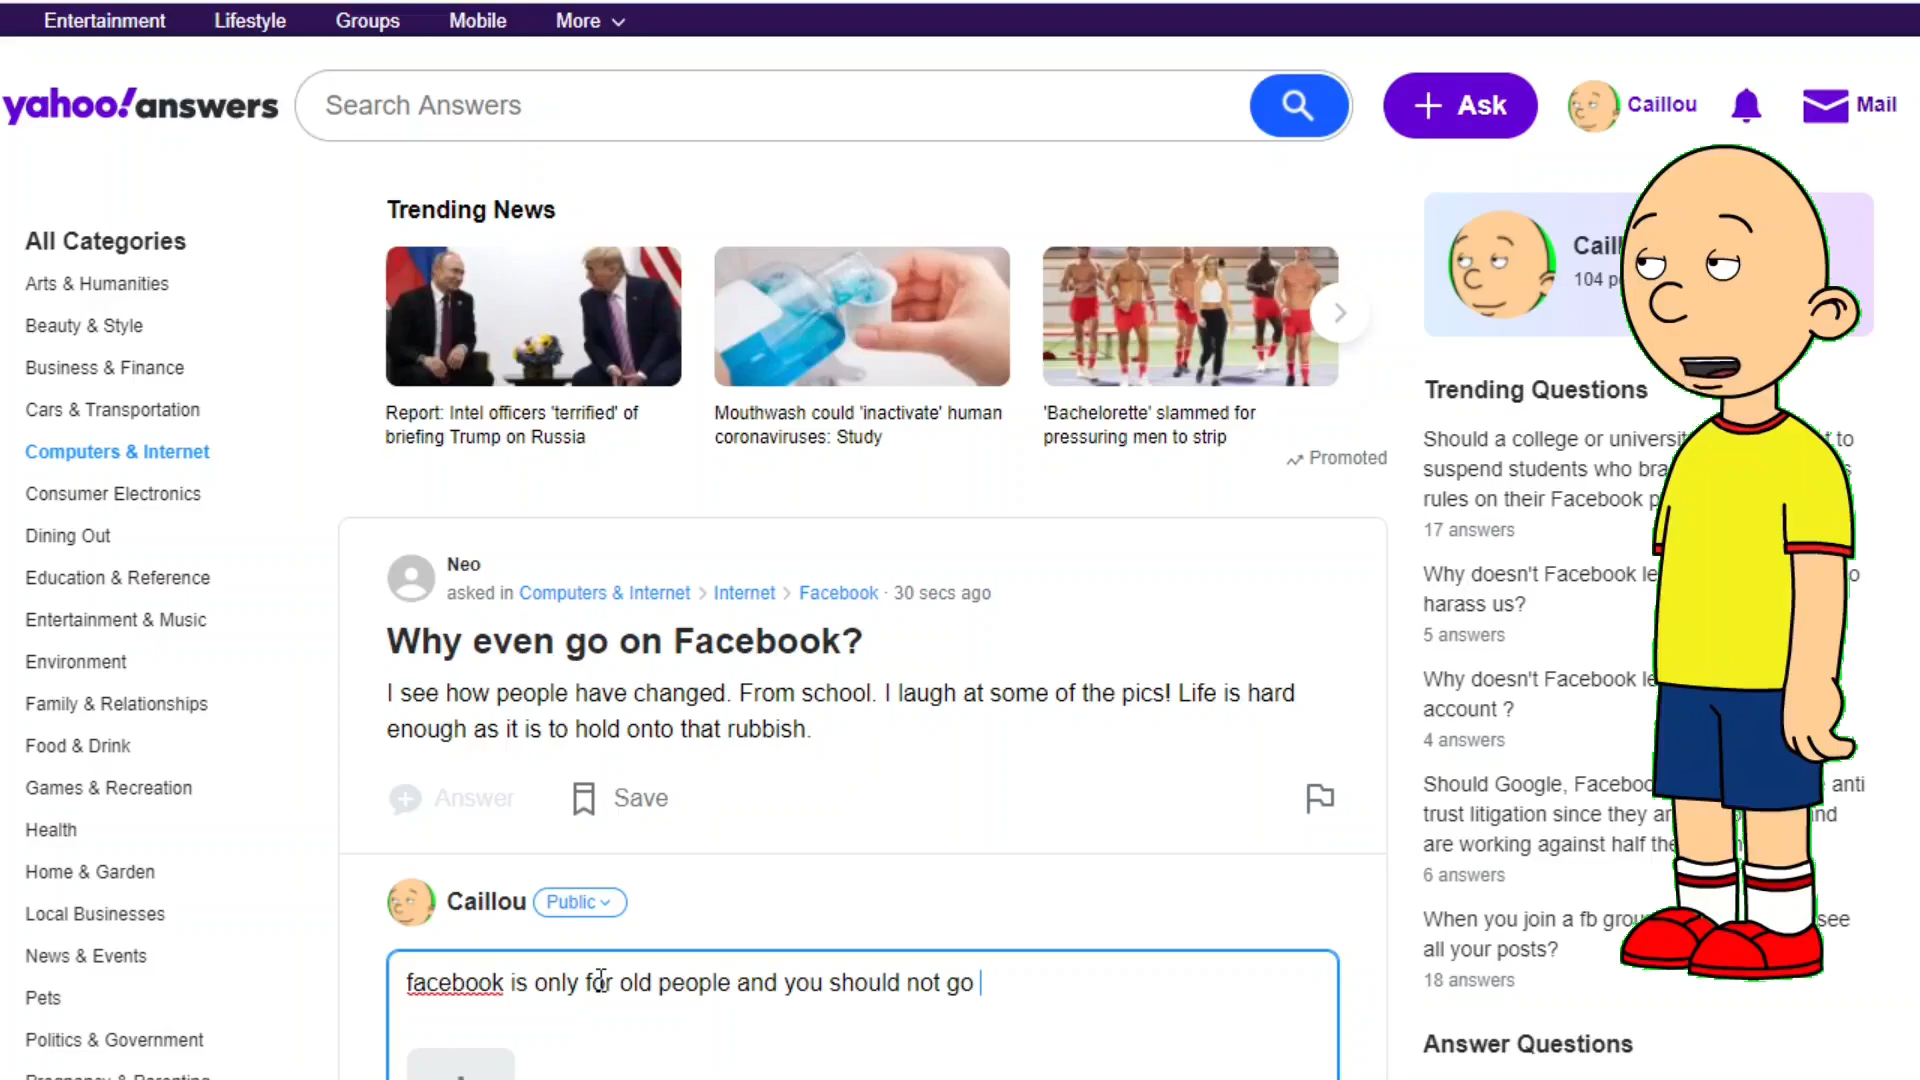 Entertainment Lifestyle Groups Mobile More
yahoo!answers Search Answers Ask Caillou Mail
Trending News
Report: Intel officers 'terrified' of
briefing Trump on Russia
Mouthwash could 'inactivate' human
coronaviruses: Study
'Bachelorette' slammed for
pressuring men to strip
Promoted
All Categories
Arts & Humanities
Beauty & Style
Business & Finance
Cars & Transportation
Computers & Internet
Consumer Electronics
Dining Out
Education & Reference
Entertainment & Music
Environment
Family & Relationships
Food & Drink
Games & Recreation
Health
Home & Garden
Local Businesses
News & Events
Pets
Politics & Government
Neo
asked in Computers & Internet > Internet > Facebook · 30 secs ago
Why even go on Facebook?
I see how people have changed. From school. I laugh at some of the pics! Life is hard
enough as it is to hold onto that rubbish.
Answer Save
Caillou Public
facebook is only for old people and you should not go
104
Trending Questions
Should a college or to
suspend students who
rules on their Facebook
17 answers
Why doesn't Facebook
harass us?
5 answers
Why doesn't Facebook
account ?
4 answers
Should Google, anti
trust litigation since they
are working against half
6 answers
When you join a fb see
all your posts?
18 answers
Answer Questions